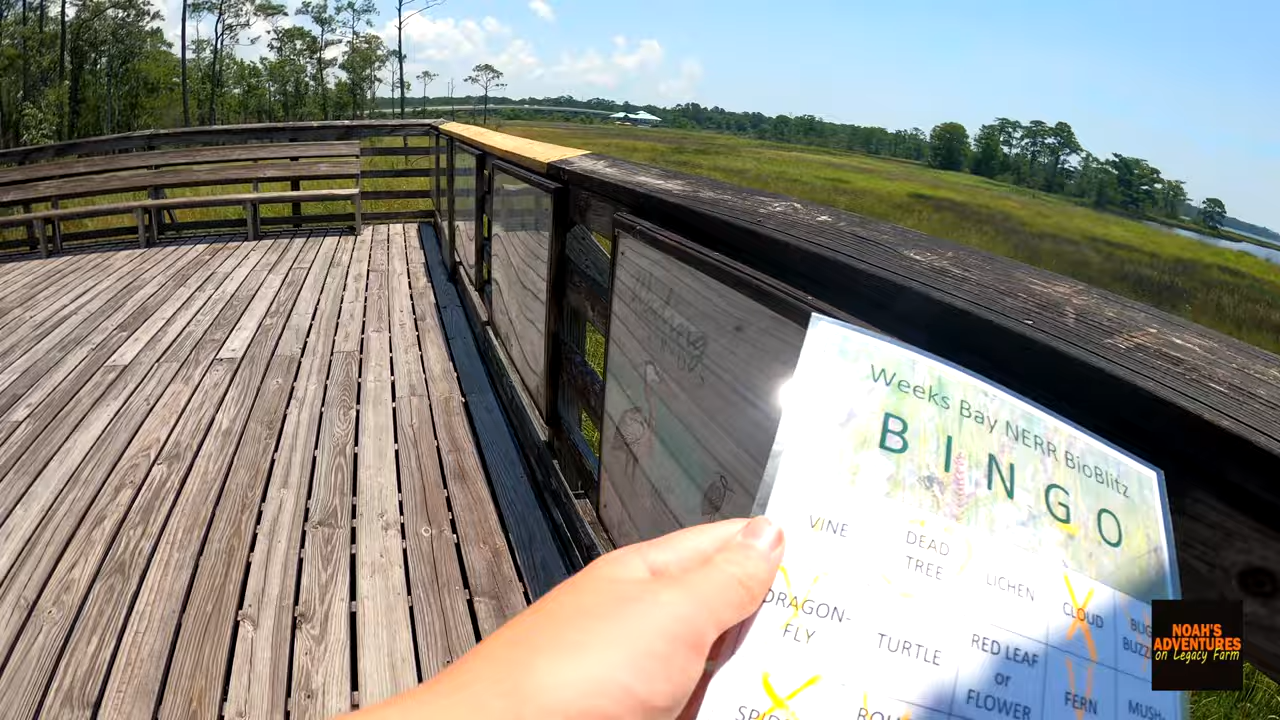 Weeks Bay NERR BioBlitz
BINGO
VINE
DEAD
TREE
LICHEN
CLOUD
BUG
DRAGON-
FLY
TURTLE
RED LEAF
or
FLOWER
FERN
NOAH'S
ADVENTURES
on Legacy Farm